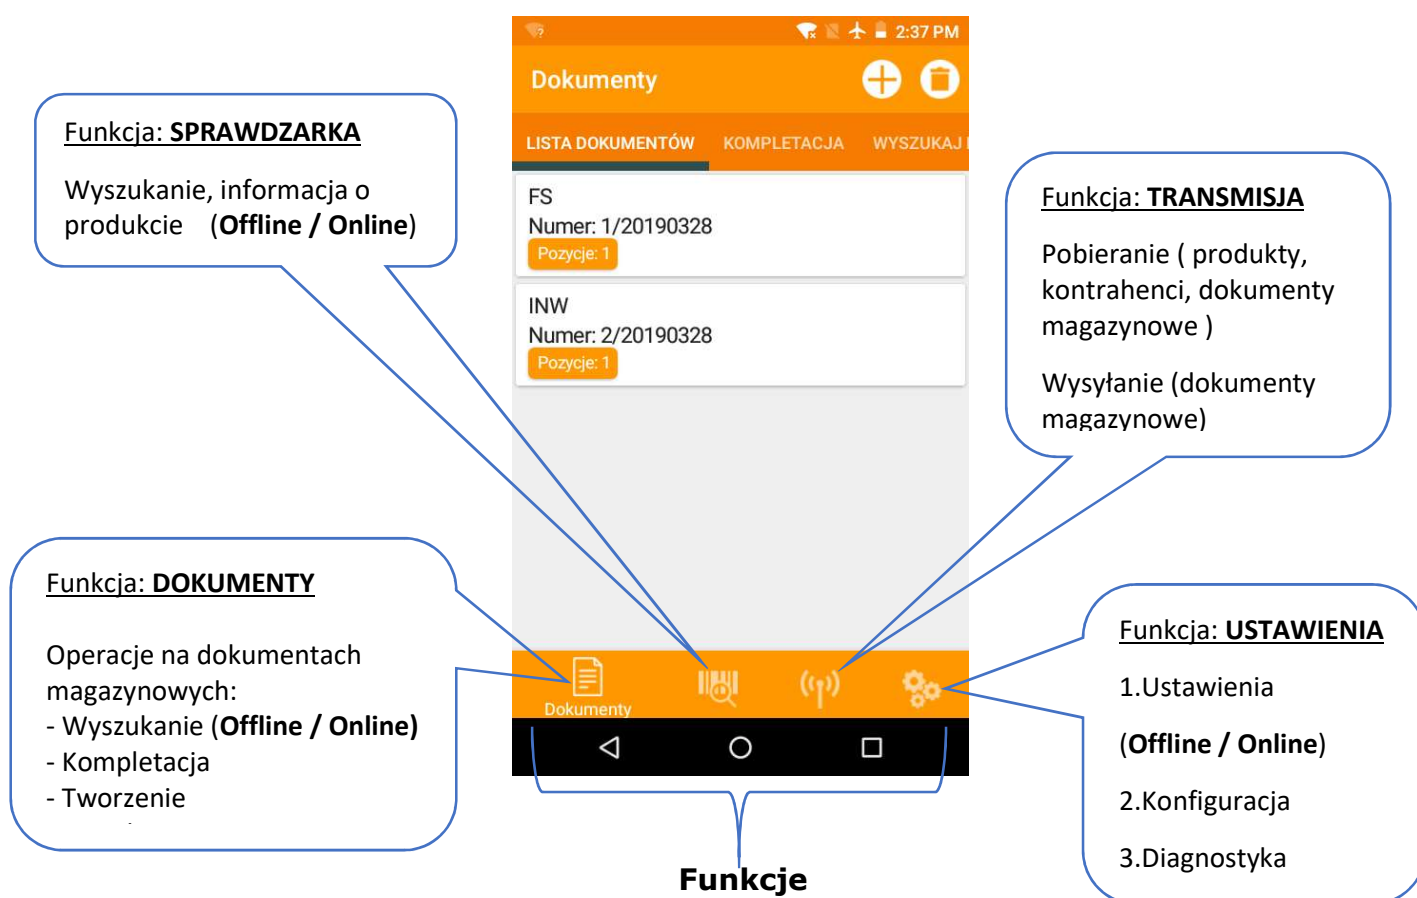 2:37 PM
Dokumenty
LISTA DOKUMENTÓW KOMPLETACJA WYSZUKAJ
FS
Numer: 1/20190328
Pozycje: 1
INW
Numer: 2/20190328
Pozycje: 1
Dokumenty
Funkcja: SPRAWDZARKA
Wyszukanie, informacja o
produkcie (Offline / Online)
Funkcja: TRANSMISJA
Pobieranie ( produkty,
kontrahenci, dokumenty
magazynowe )
Wysyłanie (dokumenty
magazynowe)
Funkcja: DOKUMENTY
Operacje na dokumentach
magazynowych:
- Wyszukanie (Offline / Online)
- Kompletacja
- Tworzenie
Funkcja: USTAWIENIA
1.Ustawienia
(Offline / Online)
2.Konfiguracja
3.Diagnostyka
Funkcje